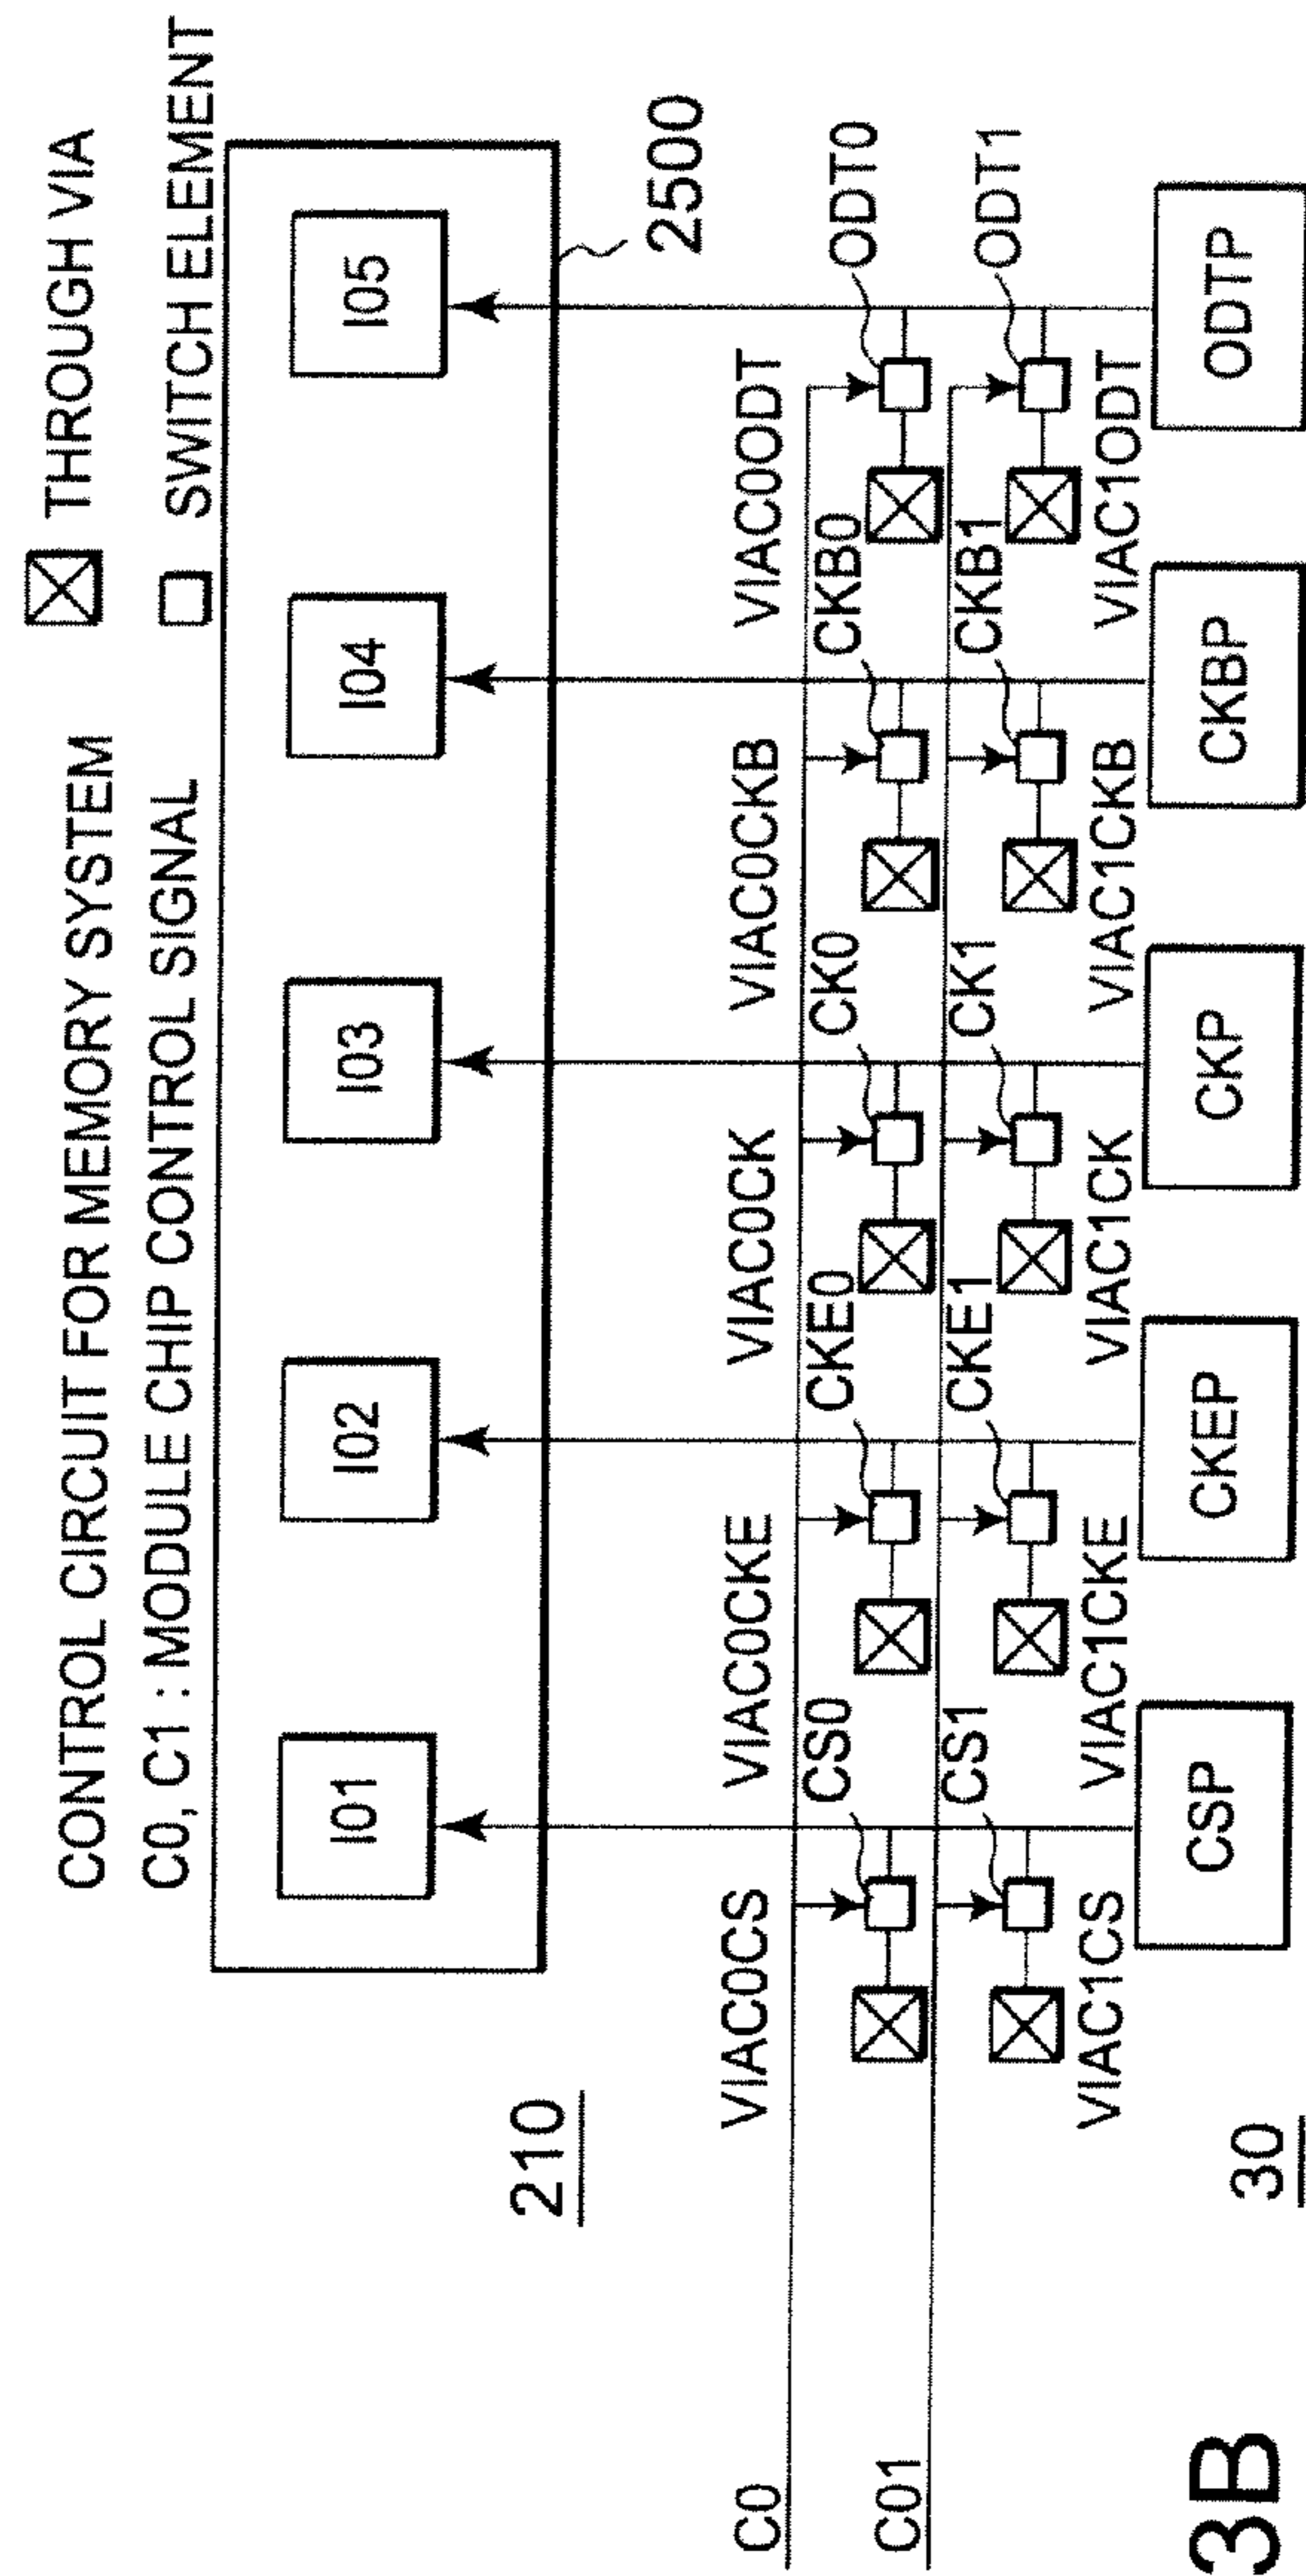 CONTROL CIRCUIT FOR MEMORY SYSTEM
THROUGH VIA
C0, C1 : MODULE CHIP CONTROL SIGNAL
SWITCH ELEMENT
I01
I02
I03
I04
I05
210
2500
VIAC0CS
VIAC0CKE
VIAC0CK
VIAC0CKB
VIAC0ODT
C0
CS0
CKE0
CK0
CKB0
ODT0
C01
CS1
CKE1
CK1
CKB1
ODT1
VIAC1CS
VIAC1CKE
VIAC1CK
VIAC1CKB
VIAC1ODT
CSP
CKEP
CKP
CKBP
ODTP
30
3B